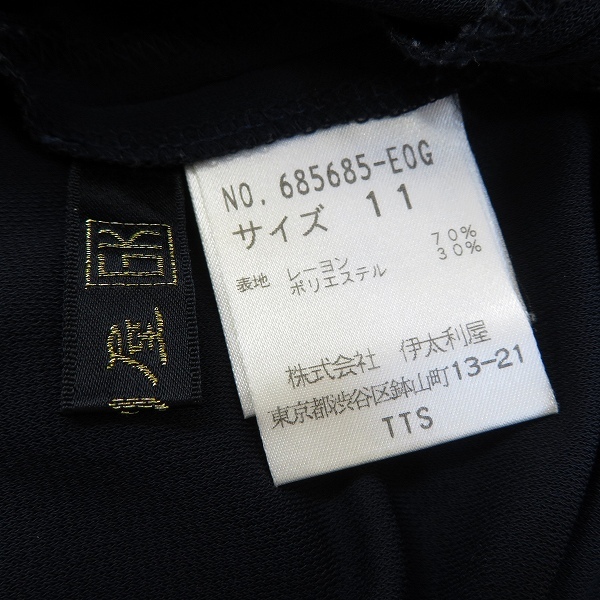 NO. 685685-EOG
サイズ 11
表地 レーヨン 70%
ポリエステル 30%
株式会社 伊太利屋
東京都渋谷区鉢山町13-21
TTS
GK